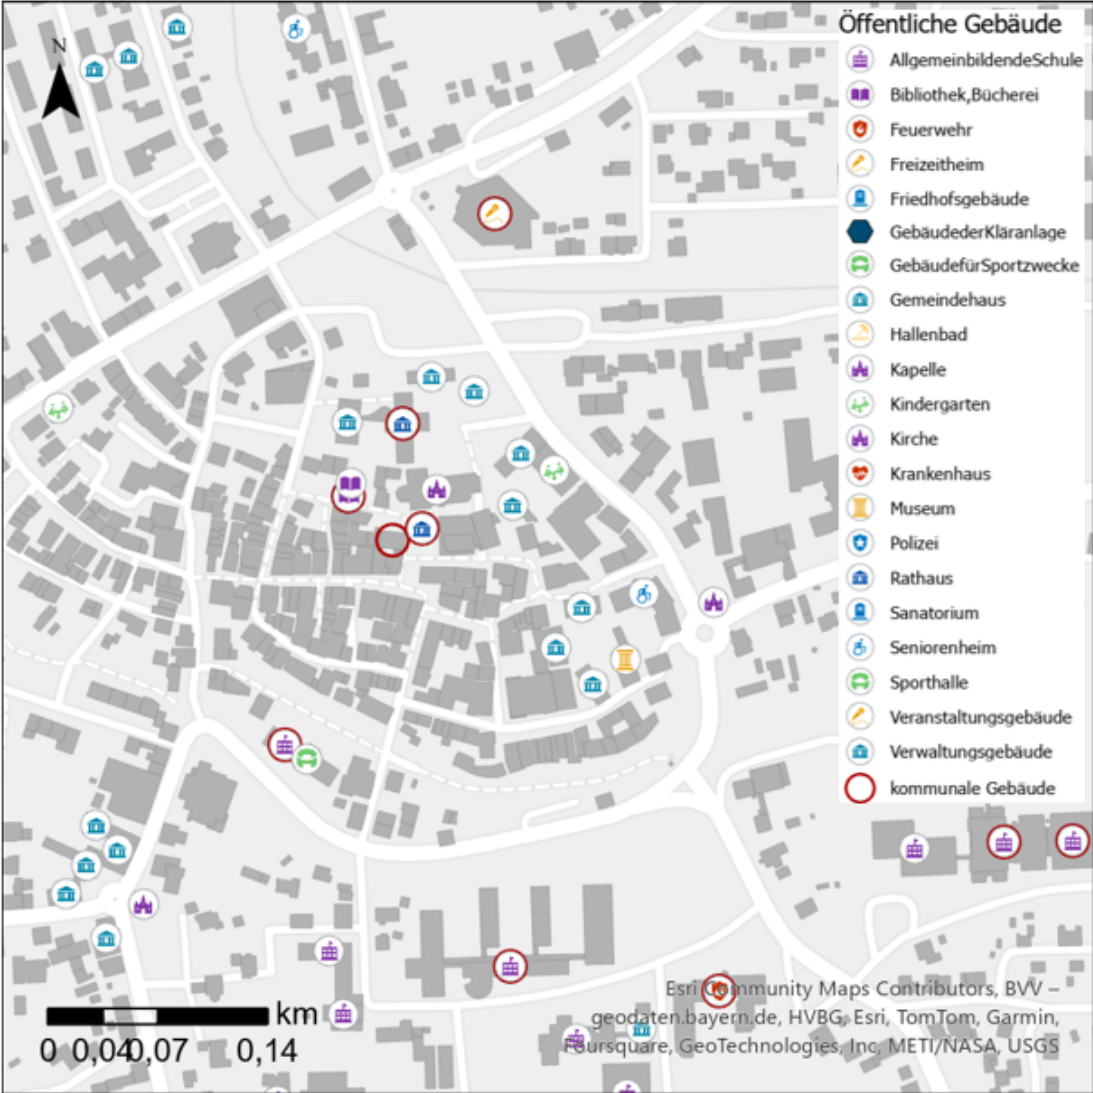 N
Öffentliche Gebäude
AllgemeinbildendeSchule
Bibliothek,Bücherei
Feuerwehr
Freizeitheim
Friedhofsgebäude
GebäudederKläranlage
GebäudefürSportzwecke
Gemeindehaus
Hallenbad
Kapelle
Kindergarten
Kirche
Krankenhaus
Museum
Polizei
Rathaus
Sanatorium
Seniorenheim
Sporthalle
Veranstaltungsgebäude
Verwaltungsgebäude
kommunale Gebäude
Esri Community Maps Contributors, BVV –
geodaten.bayern.de, HVBG, Esri, TomTom, Garmin,
Foursquare, GeoTechnologies, Inc, METI/NASA, USGS
km
0 0,04 0,07 0,14